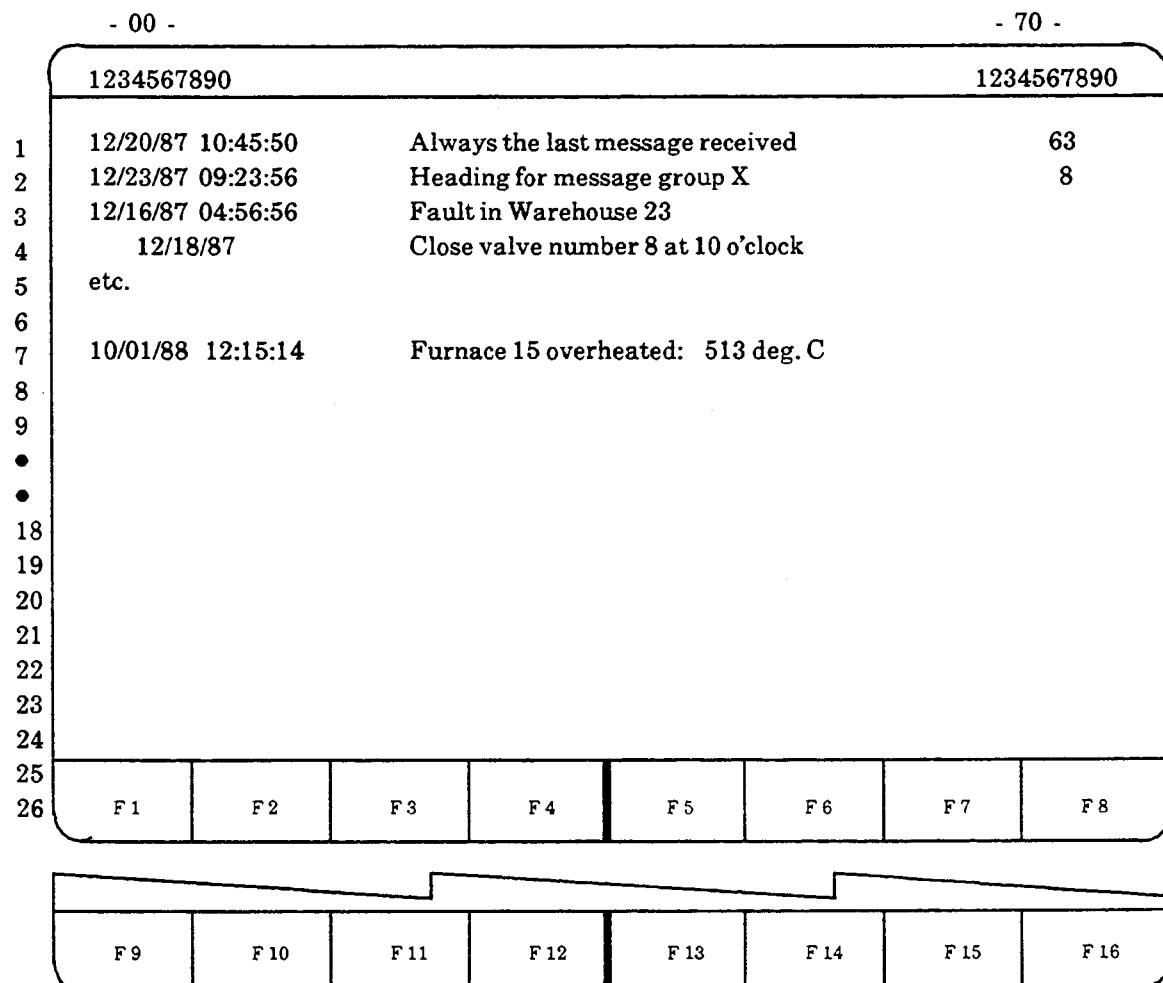 - 00 - - 70 -
1234567890 1234567890
1 12/20/87 10:45:50 Always the last message received 63
2 12/23/87 09:23:56 Heading for message group X 8
3 12/16/87 04:56:56 Fault in Warehouse 23
4 12/18/87 Close valve number 8 at 10 o'clock
5 etc.
6
7 10/01/88 12:15:14 Furnace 15 overheated: 513 deg. C
8
9
●
●
18
19
20
21
22
23
24
25
26 F 1 F 2 F 3 F 4 F 5 F 6 F 7 F 8
F 9 F 10 F 11 F 12 F 13 F 14 F 15 F 16